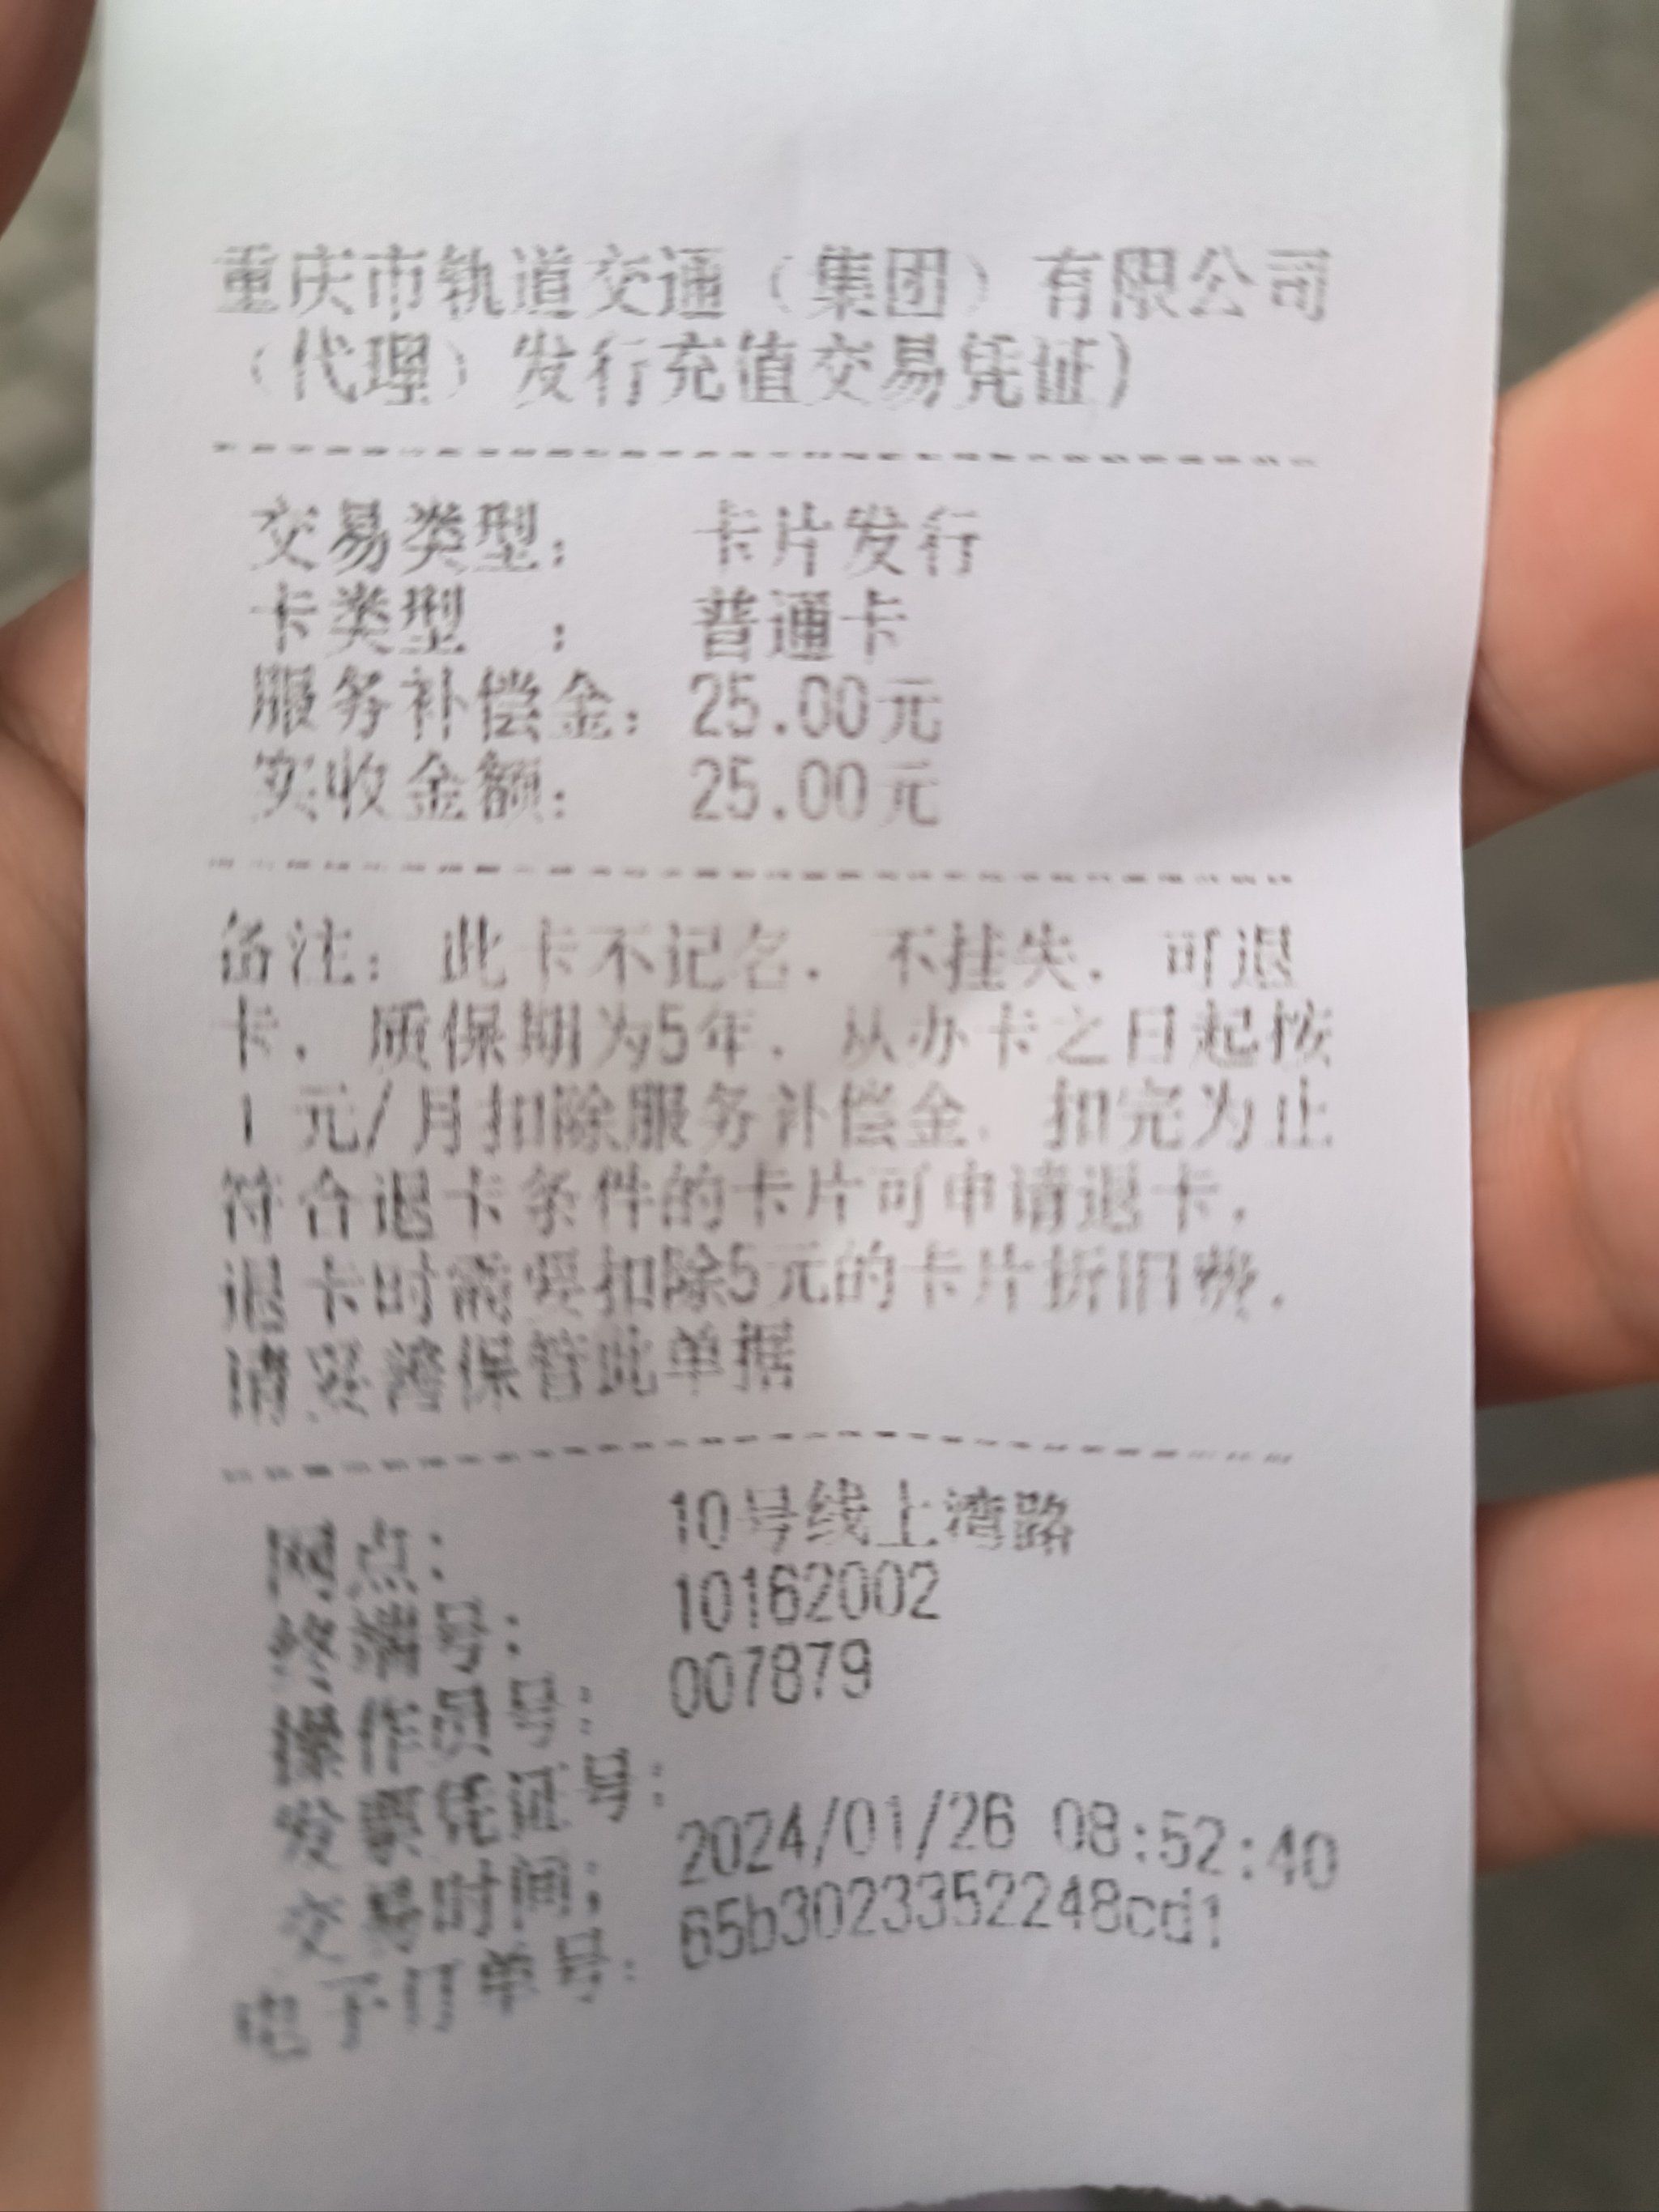 重庆市轨道交通（集团）有限公司
（代理）发行充值交易凭证)
交易类型： 卡片发行
卡类型 ： 普通卡
服务补偿金：25.00元
实收金额： 25.00元
备注：此卡不记名，不挂失，可退
卡，质保期为5年，从办卡之日起按
1 元/月扣除服务补偿金，扣完为止
符合退卡条件的卡片可申请退卡，
退卡时需要扣除5元的卡片折旧费，
请妥善保管此单据
网点： 10号线上湾路
终端号： 10162002
操作员号： 007879
发票凭证号：
交易时间： 2024/01/26 08:52:40
电子订单号：65b3023352248cd1